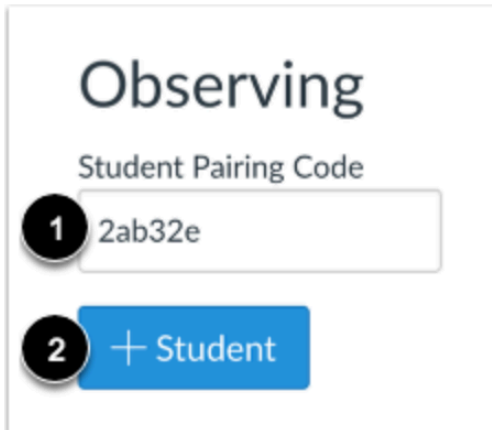 Observing
Student Pairing Code
1 2ab32e
2 + Student